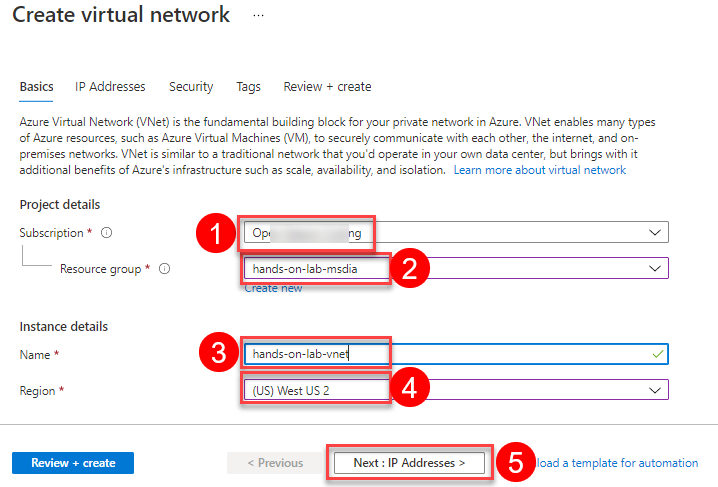 Create virtual network ...
Basics IP Addresses Security Tags Review + create
Azure Virtual Network (VNet) is the fundamental building block for your private network in Azure. VNet enables many types
of Azure resources, such as Azure Virtual Machines (VM), to securely communicate with each other, the internet, and on-
premises networks. VNet is similar to a traditional network that you'd operate in your own data center, but brings with it
additional benefits of Azure's infrastructure such as scale, availability, and isolation. Learn more about virtual network
Project details
Subscription *
1
Resource group *
hands-on-lab-msdia
2
Create new
Instance details
Name *
3
hands-on-lab-vnet
Region *
(US) West US 2
4
Review + create
< Previous
Next : IP Addresses >
5
load a template for automation